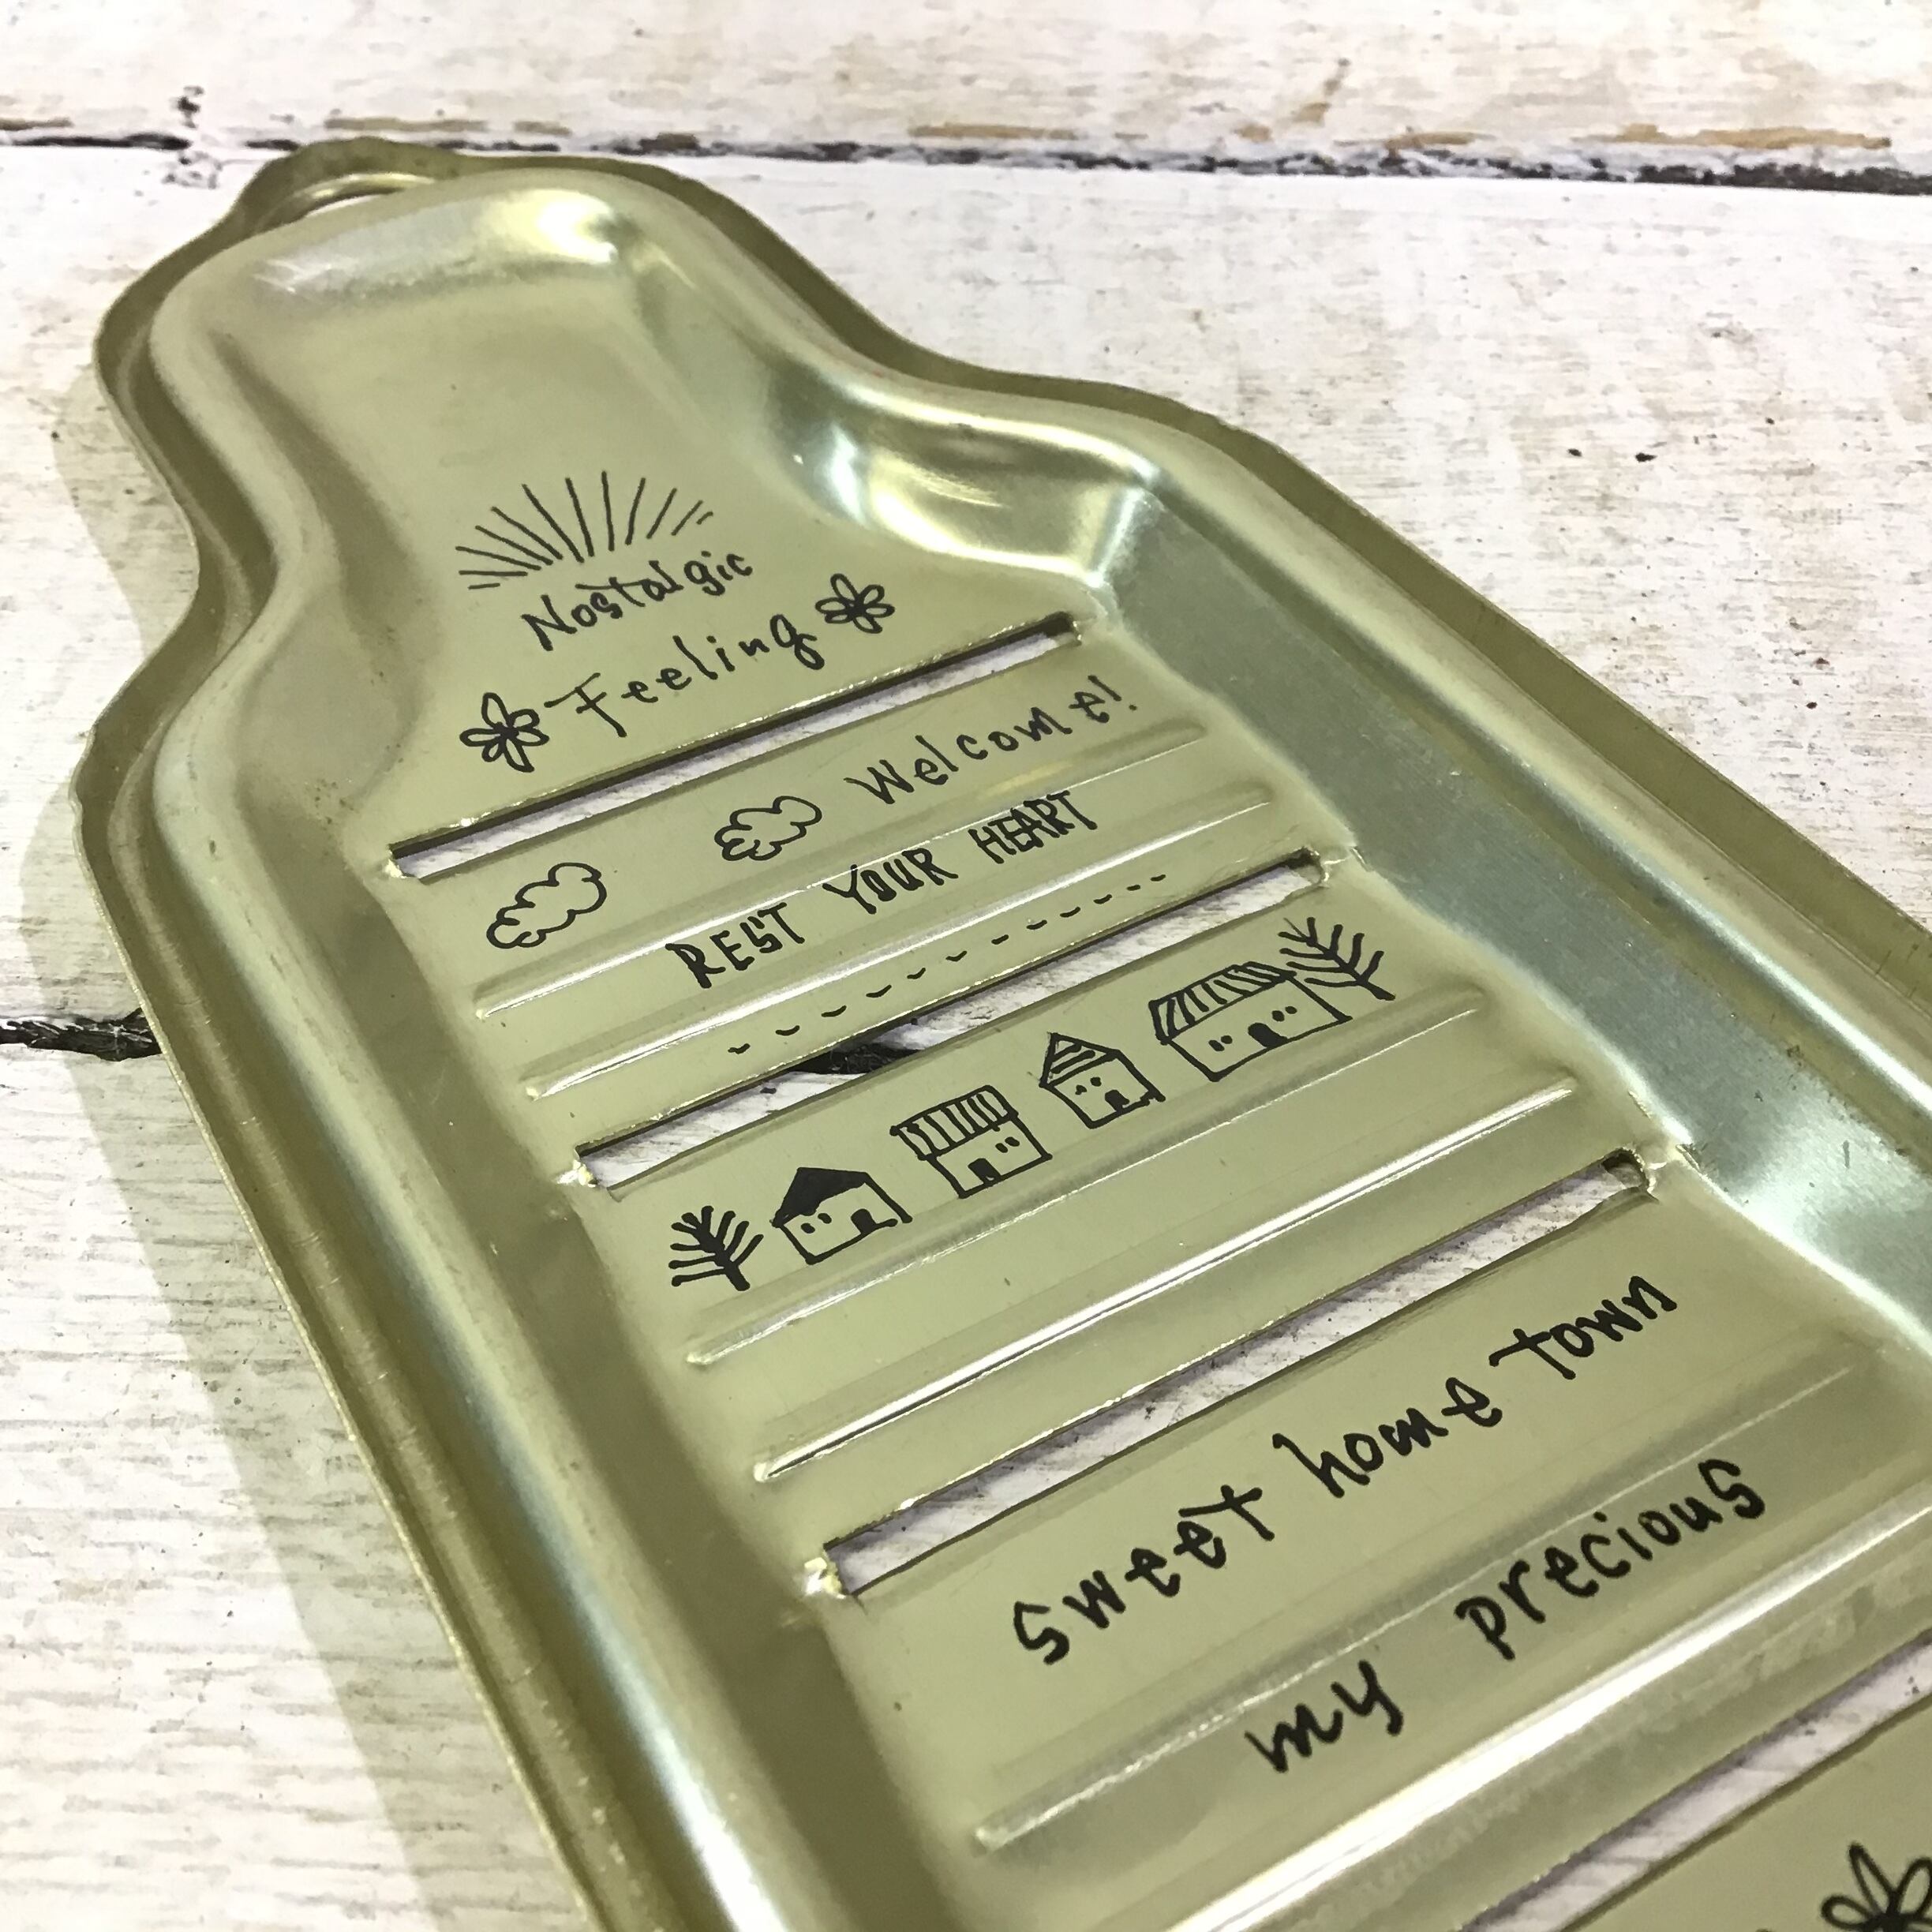 Nostalgic
Feeling
Welcome!
REST YOUR HEART
sweet home town
my precious